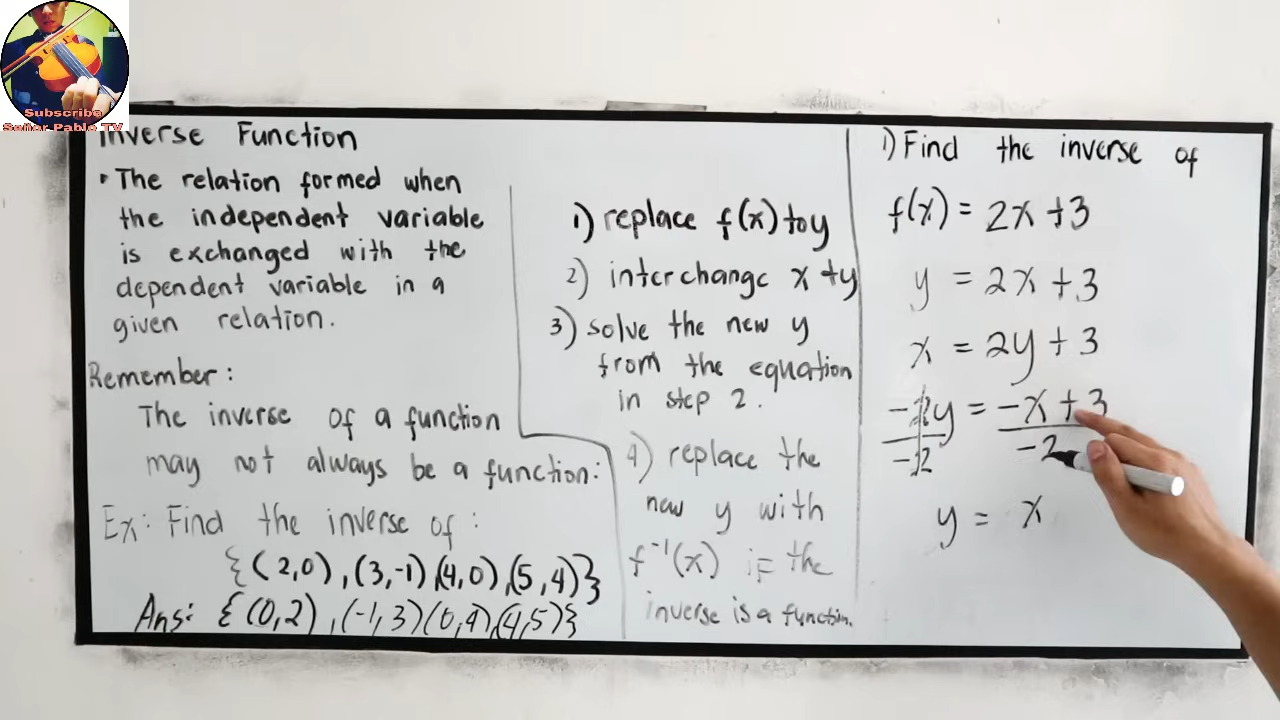 Subscribe
Señor Pablo TV
Inverse Function
• The relation formed when
the independent variable
is exchanged with the
dependent variable in a
given relation.
Remember:
The inverse of a function
may not always be a function:
Ex: Find the inverse of:
{(2,0),(3,-1)(4,0),(5,4)}
Ans: {(0,2),(-1,3)(0,4)(4,5)}
1) replace f(x) to y
2) interchange x + y
3) solve the new y
from the equation
in step 2.
4) replace the
new y with
f⁻¹(x) if the
inverse is a function.
1) Find the inverse of
f(x) = 2x + 3
y = 2x + 3
x = 2y + 3
-2y = -x + 3
-2 -2
y = x